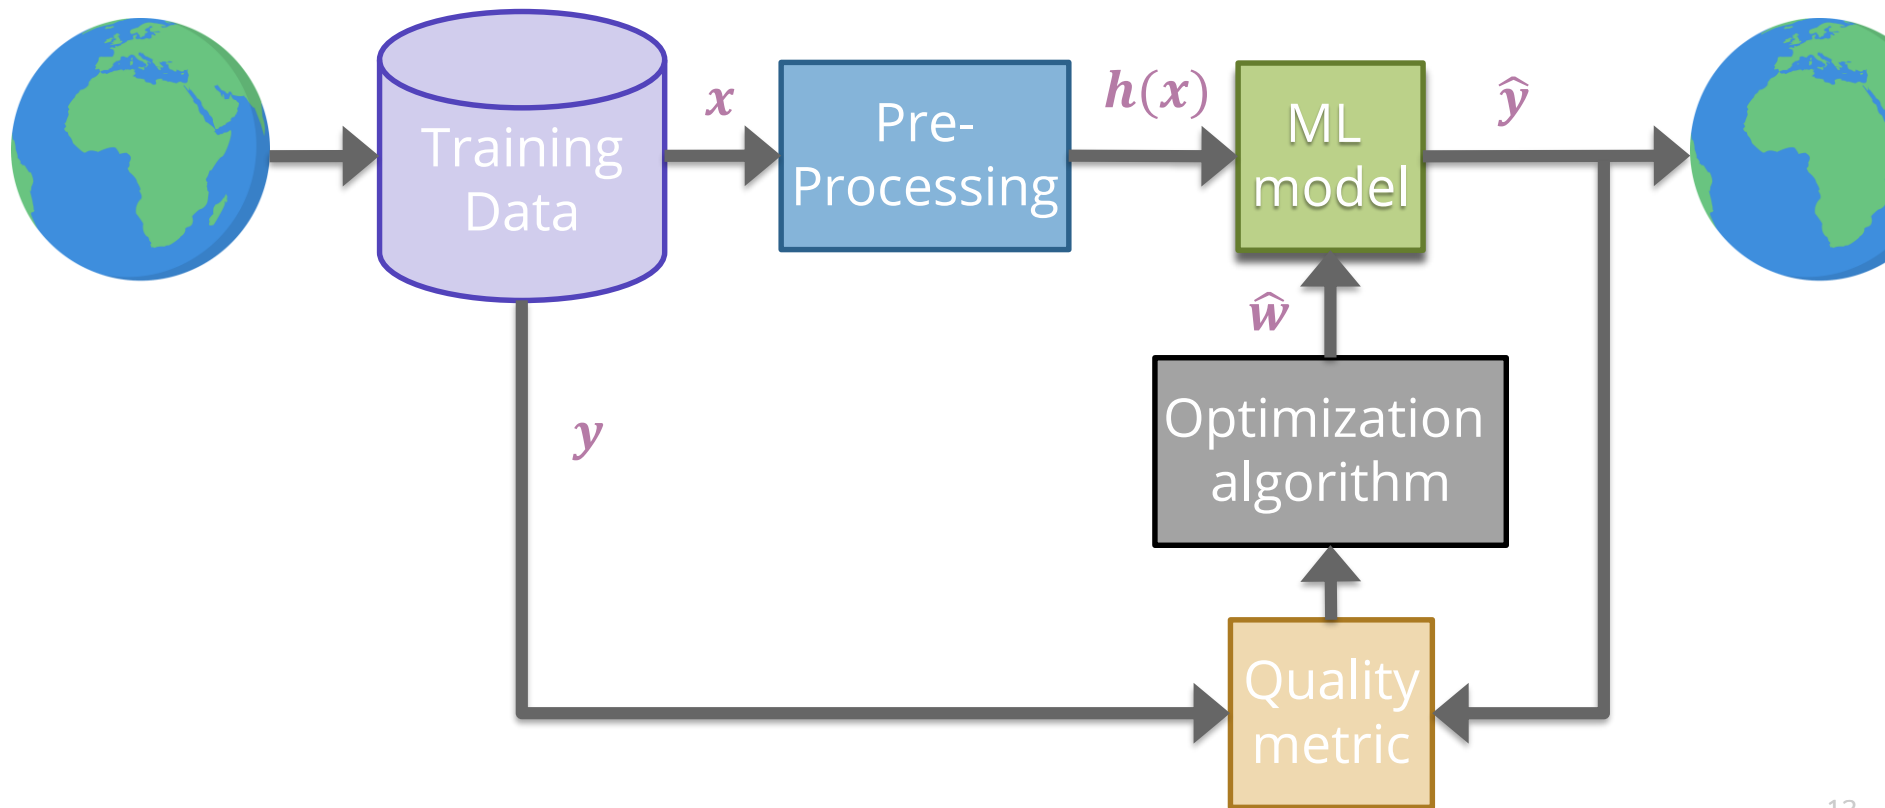 Training
Data
x
Pre-
Processing
h(x)
ML
model
ŷ
ŵ
y
Optimization
algorithm
Quality
metric